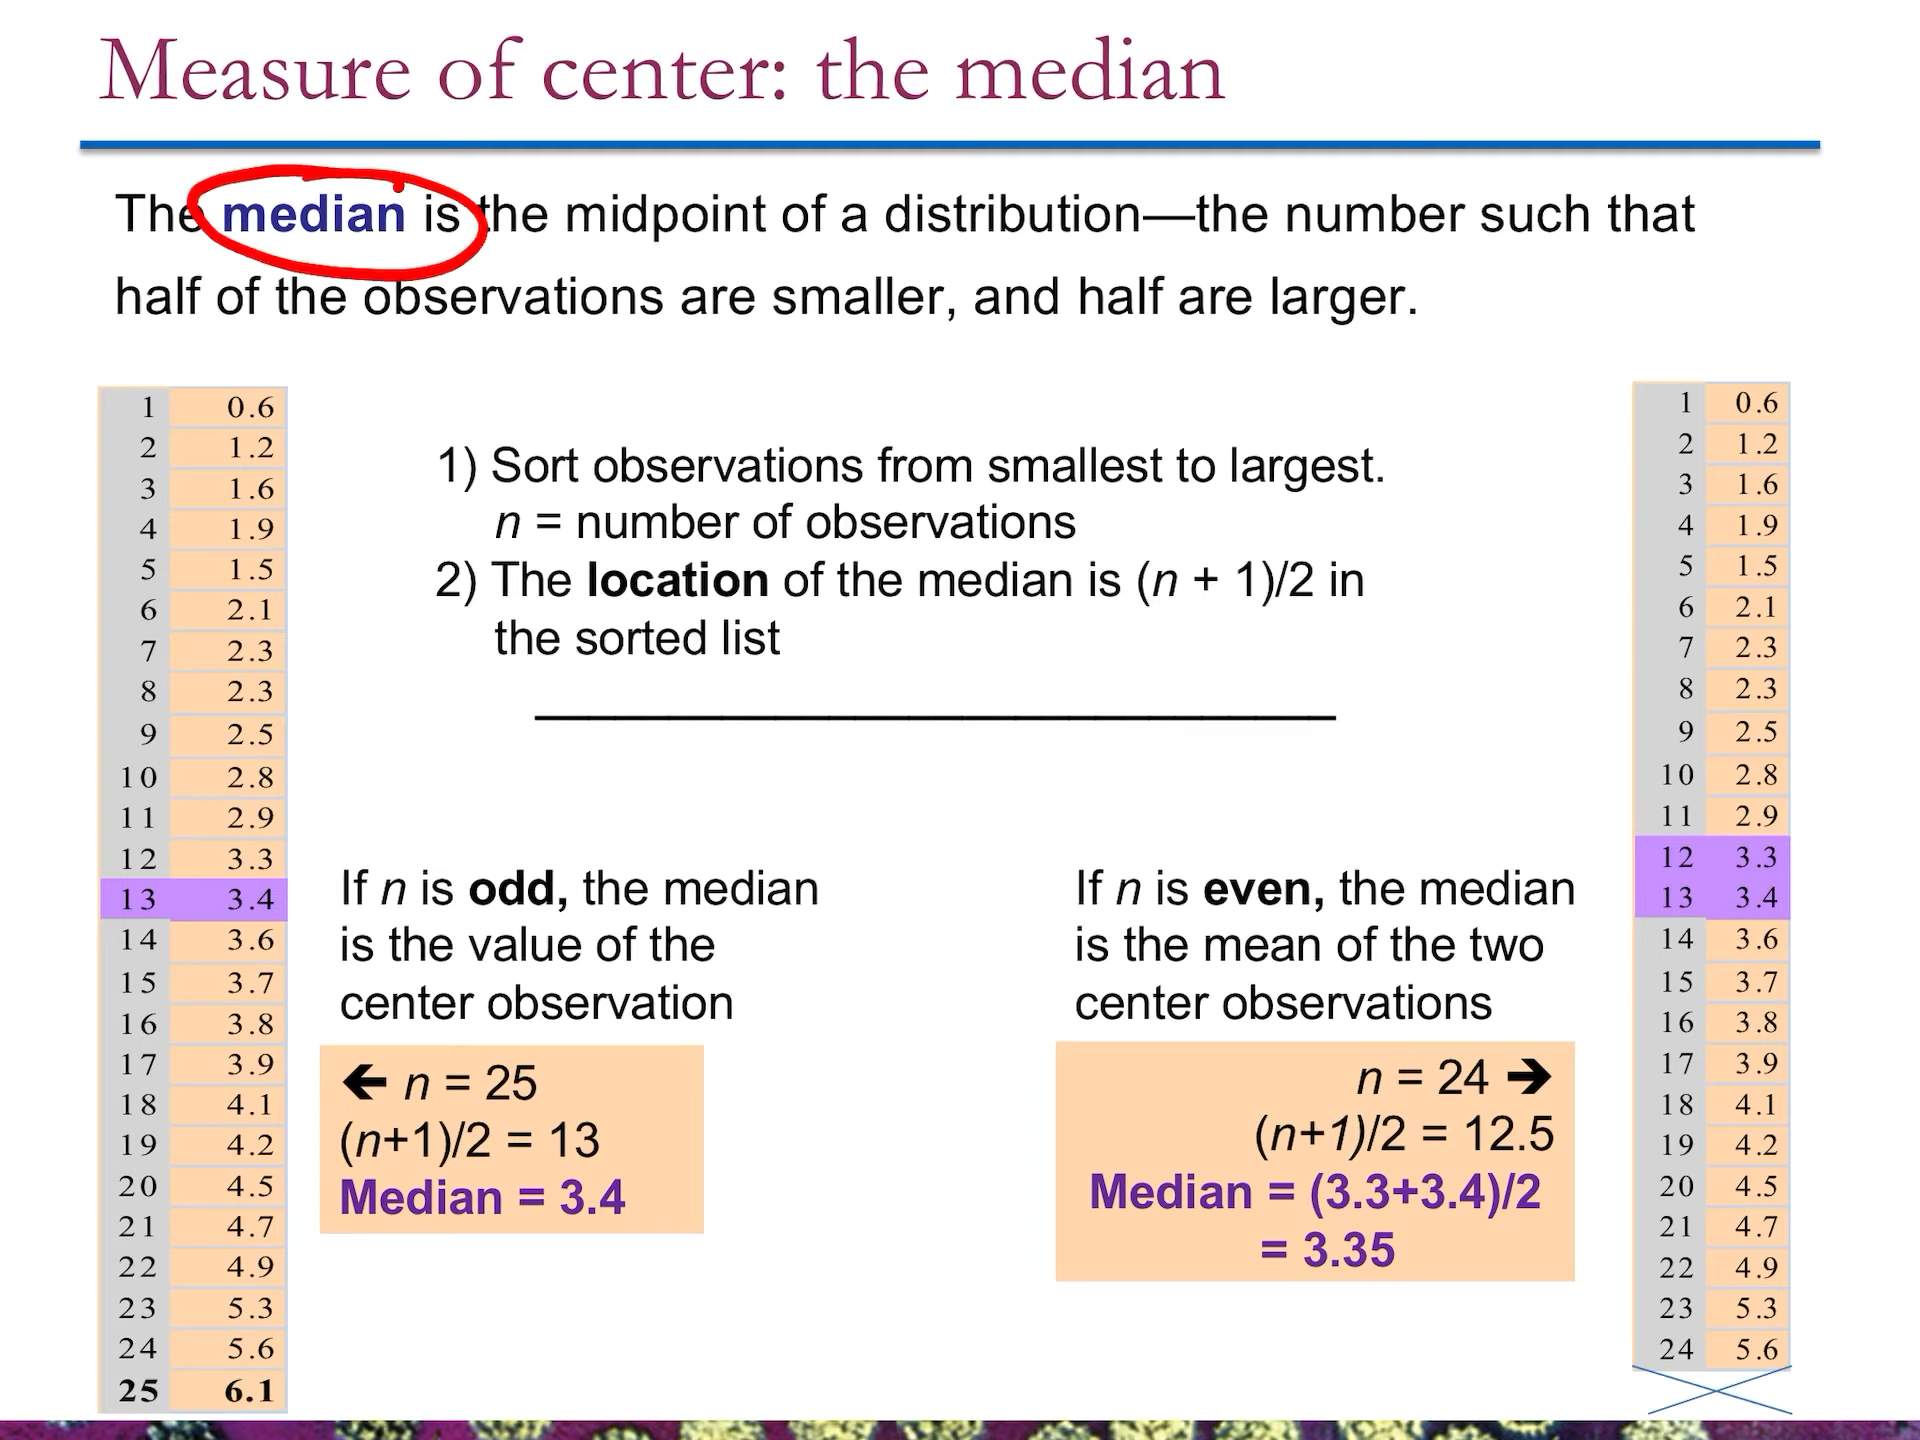 Measure of center: the median
The median is the midpoint of a distribution—the number such that
half of the observations are smaller, and half are larger.
1 0.6
2 1.2
3 1.6
4 1.9
5 1.5
6 2.1
7 2.3
8 2.3
9 2.5
10 2.8
11 2.9
12 3.3
13 3.4
14 3.6
15 3.7
16 3.8
17 3.9
18 4.1
19 4.2
20 4.5
21 4.7
22 4.9
23 5.3
24 5.6
25 6.1
1) Sort observations from smallest to largest.
n = number of observations
2) The location of the median is (n + 1)/2 in
the sorted list
If n is odd, the median
is the value of the
center observation
← n = 25
(n+1)/2 = 13
Median = 3.4
If n is even, the median
is the mean of the two
center observations
n = 24 →
(n+1)/2 = 12.5
Median = (3.3+3.4)/2
= 3.35
1 0.6
2 1.2
3 1.6
4 1.9
5 1.5
6 2.1
7 2.3
8 2.3
9 2.5
10 2.8
11 2.9
12 3.3
13 3.4
14 3.6
15 3.7
16 3.8
17 3.9
18 4.1
19 4.2
20 4.5
21 4.7
22 4.9
23 5.3
24 5.6